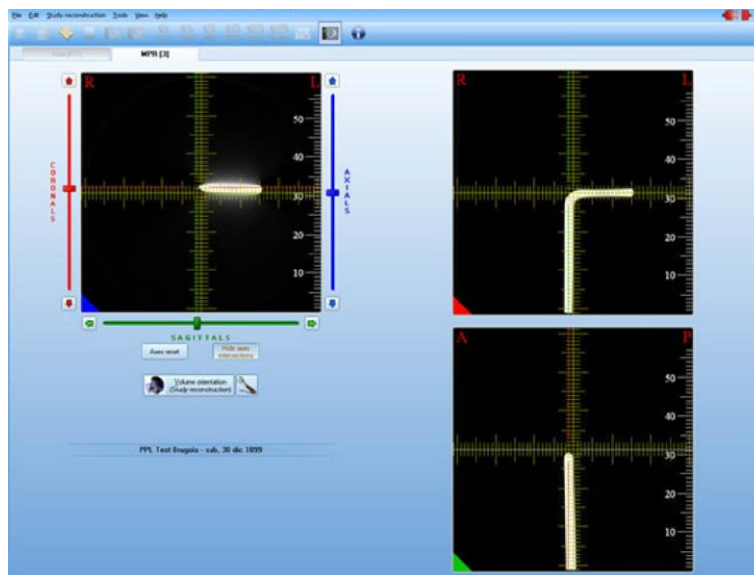 File Edit Study reconstruction Tools View Help
MPR [3]
R L
50
40
30
20
10
CORONALS
AXIALS
SAGITTALS
Axes reset
Hide axes
intersections
Volume orientation
(Study reconstruction)
PPL Test Brugola - sab, 30 dic 1899
R L
50
40
30
20
10
A P
50
40
30
20
10